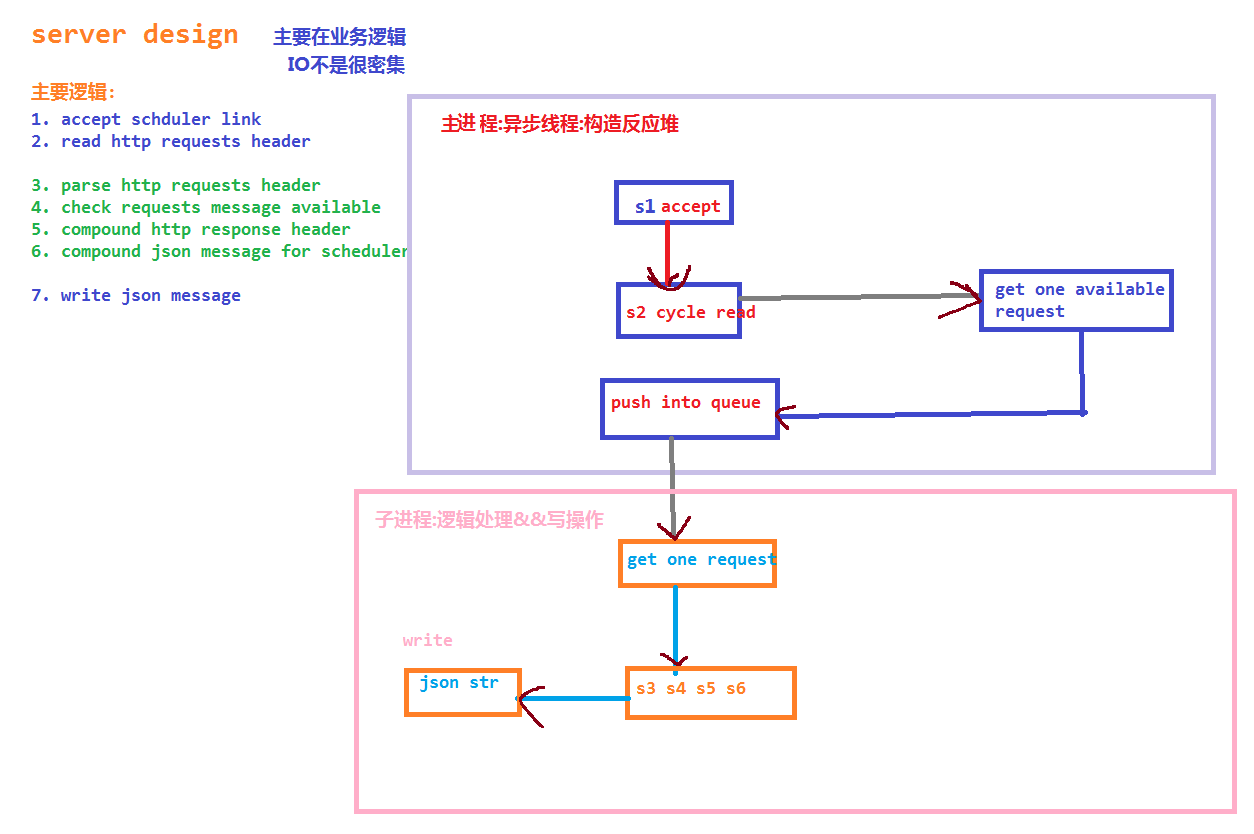 server design
主要在业务逻辑
IO不是很密集
主要逻辑:
1. accept schduler link
2. read http requests header
3. parse http requests header
4. check requests message available
5. compound http response header
6. compound json message for scheduler
7. write json message
主进程:异步线程:构造反应堆
s1 accept
s2 cycle read
get one available
request
push into queue
子进程:逻辑处理&&写操作
get one request
write
json str
s3 s4 s5 s6